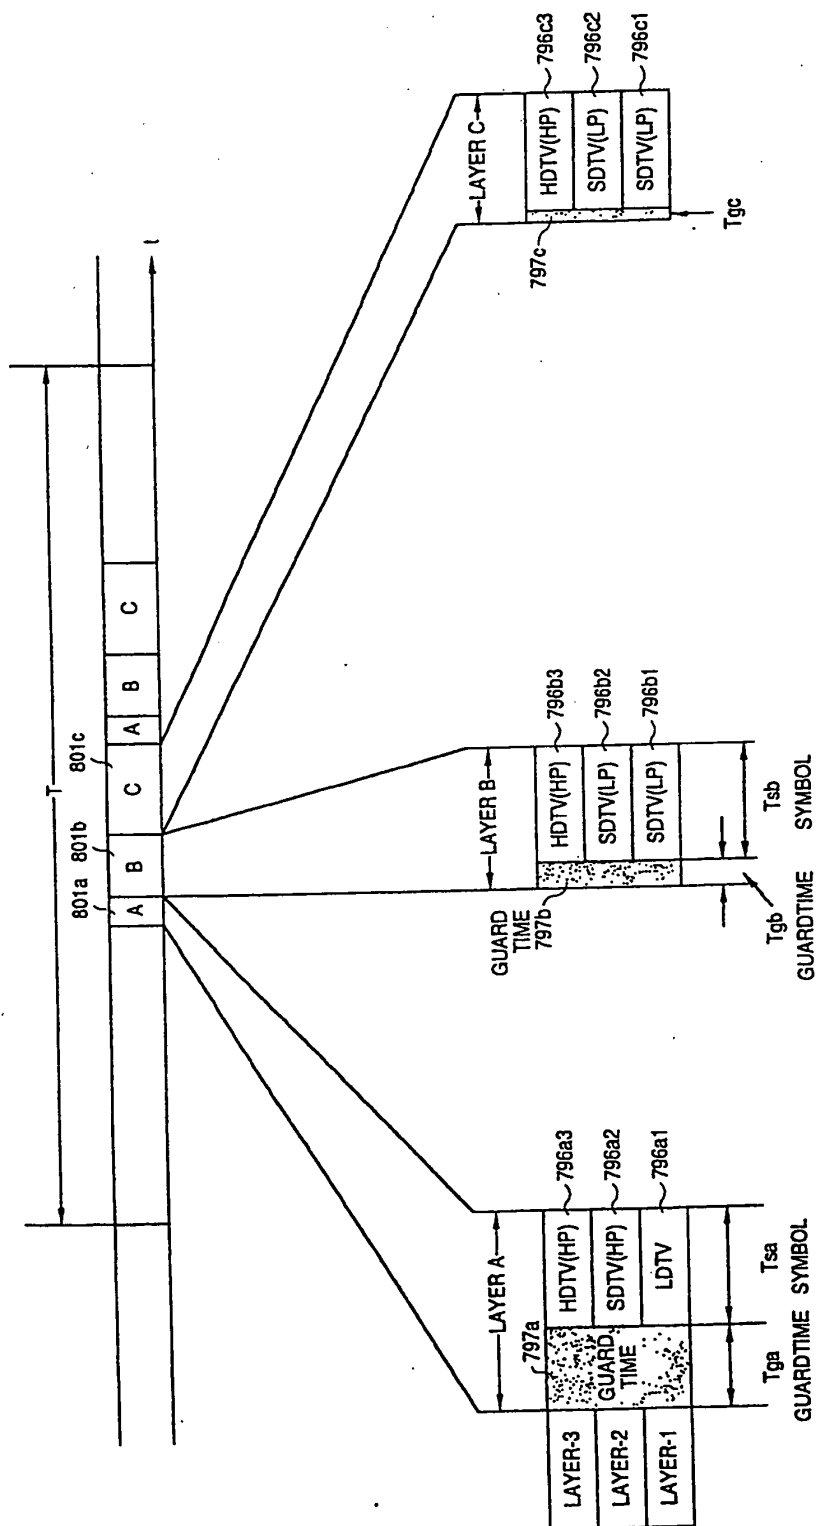 T
801a
801b
801c
A
B
C
A
B
C
t
LAYER A
797a
LAYER-3
LAYER-2
LAYER-1
GUARD
TIME
HDTV(HP)
SDTV(HP)
LDTV
796a3
796a2
796a1
Tga
GUARDTIME
Tsa
SYMBOL
LAYER B
GUARD
TIME
797b
HDTV(HP)
SDTV(LP)
SDTV(LP)
796b3
796b2
796b1
Tgb
GUARDTIME
Tsb
SYMBOL
LAYER C
797c
HDTV(HP)
SDTV(LP)
SDTV(LP)
796c3
796c2
796c1
Tgc